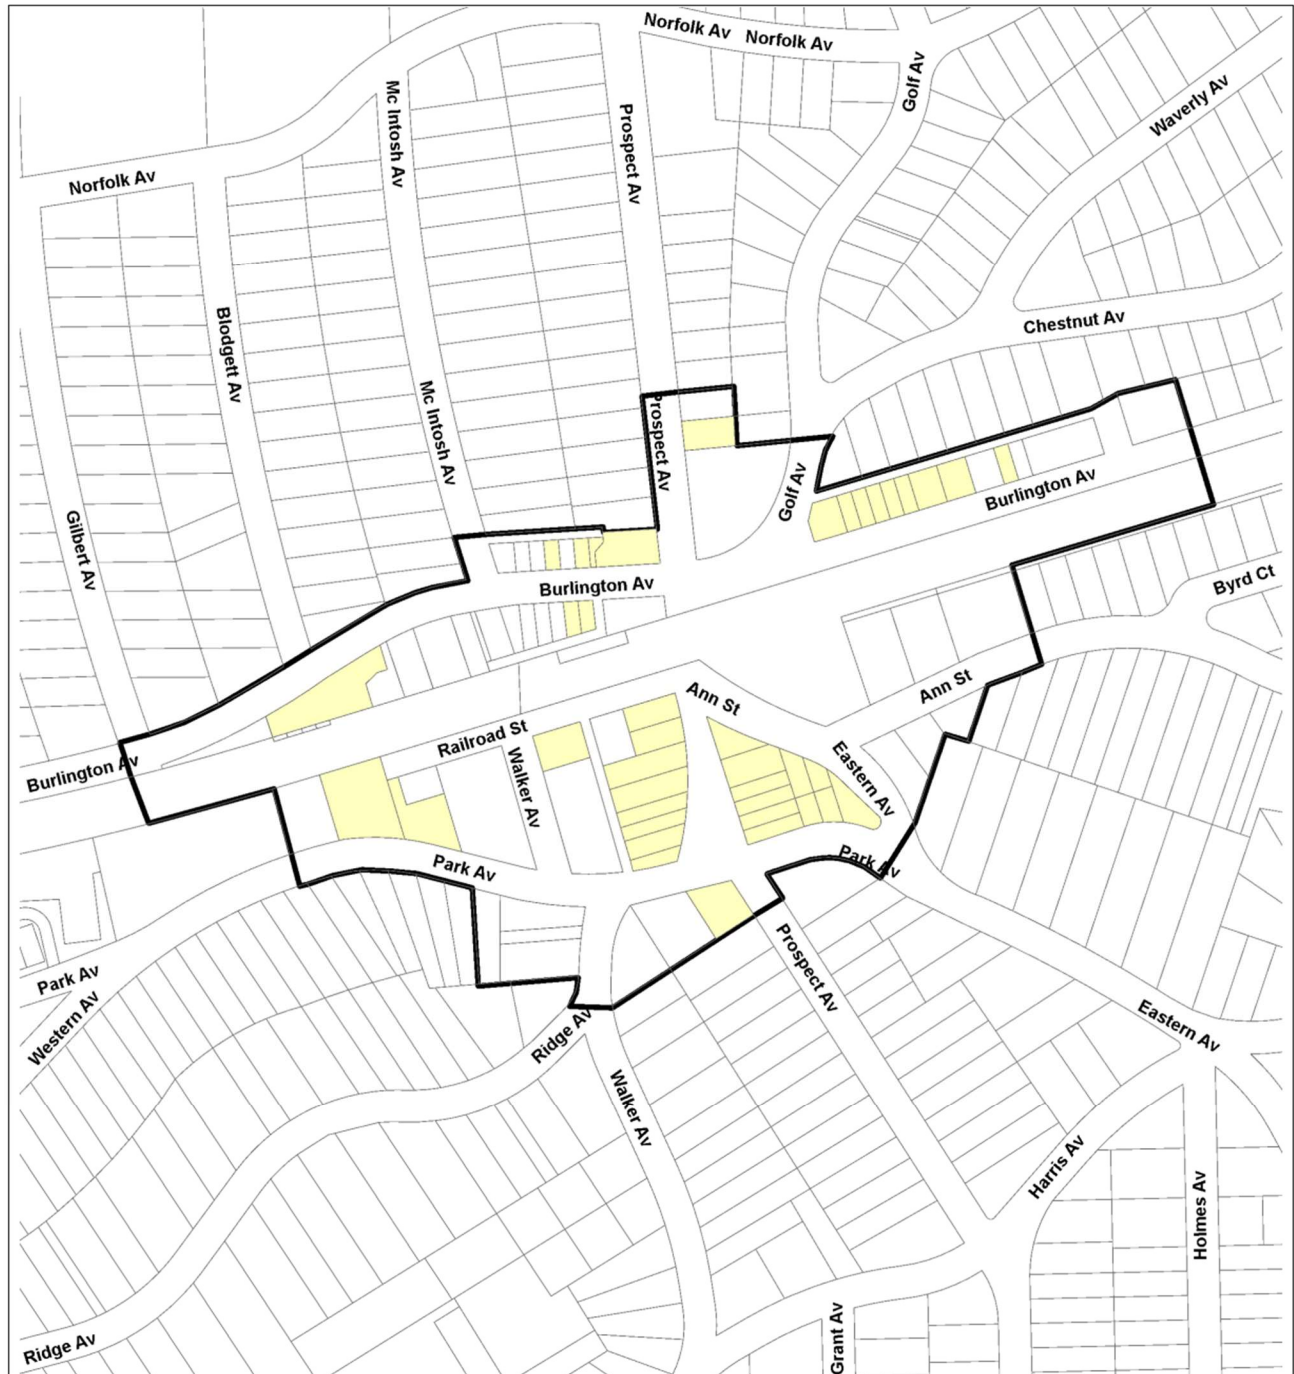 Norfolk Av
Norfolk Av
Golf Av
Mc Intosh Av
Prospect Av
Waverly Av
Norfolk Av
Blodgett Av
Chestnut Av
Mc Intosh Av
Prospect Av
Golf Av
Burlington Av
Gilbert Av
Burlington Av
Byrd Ct
Ann St
Ann St
Railroad St
Walker Av
Eastern Av
Burlington Av
Park Av
Park Av
Prospect Av
Park Av
Western Av
Ridge Av
Eastern Av
Walker Av
Harris Av
Holmes Av
Grant Av
Ridge Av